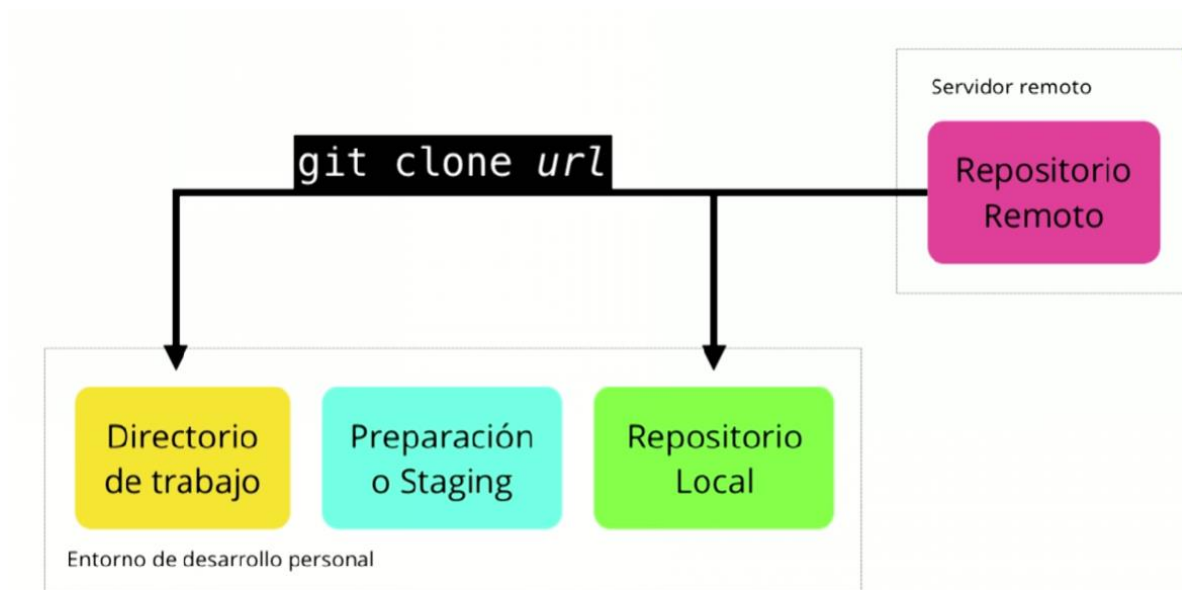 Servidor remoto
git clone url
Repositorio
Remoto
Directorio
de trabajo
Preparación
o Staging
Repositorio
Local
Entorno de desarrollo personal